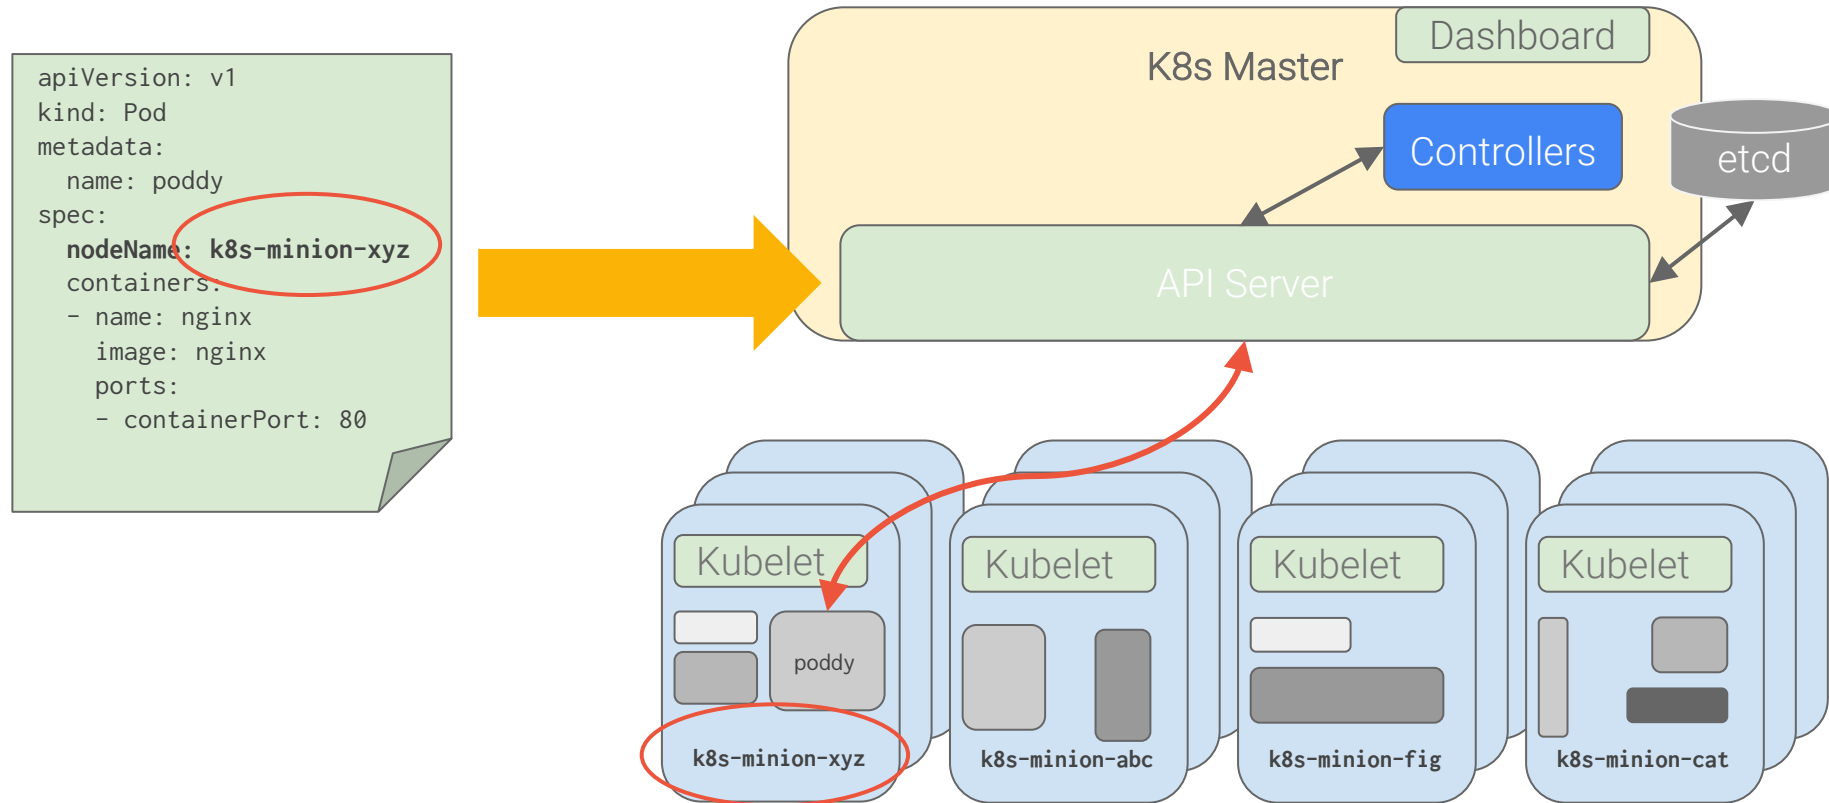 apiVersion: v1
kind: Pod
metadata:
  name: poddy
spec:
  nodeName: k8s-minion-xyz
  containers:
  - name: nginx
    image: nginx
    ports:
    - containerPort: 80
Dashboard
K8s Master
Controllers
etcd
API Server
Kubelet
poddy
k8s-minion-xyz
Kubelet
k8s-minion-abc
Kubelet
k8s-minion-fig
Kubelet
k8s-minion-cat